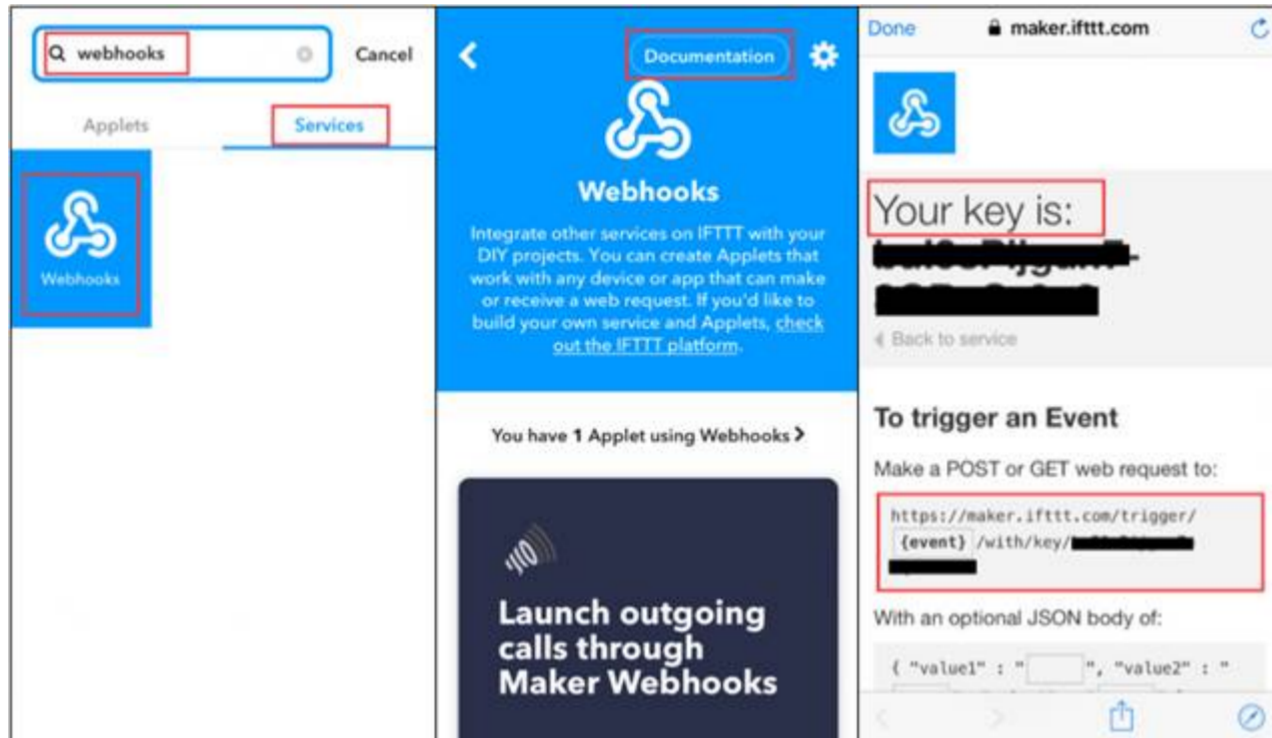 webhooks
Cancel
Applets
Services
Webhooks
Documentation
Webhooks
Integrate other services on IFTTT with your
DIY projects. You can create Applets that
work with any device or app that can make
or receive a web request. If you'd like to
build your own service and Applets, check
out the IFTTT platform.
You have 1 Applet using Webhooks >
Launch outgoing
calls through
Maker Webhooks
Done
maker.ifttt.com
Your key is:
Back to service
To trigger an Event
Make a POST or GET web request to:
https://maker.ifttt.com/trigger/
{event} /with/key/
With an optional JSON body of:
{ "value1" : " ", "value2" : "